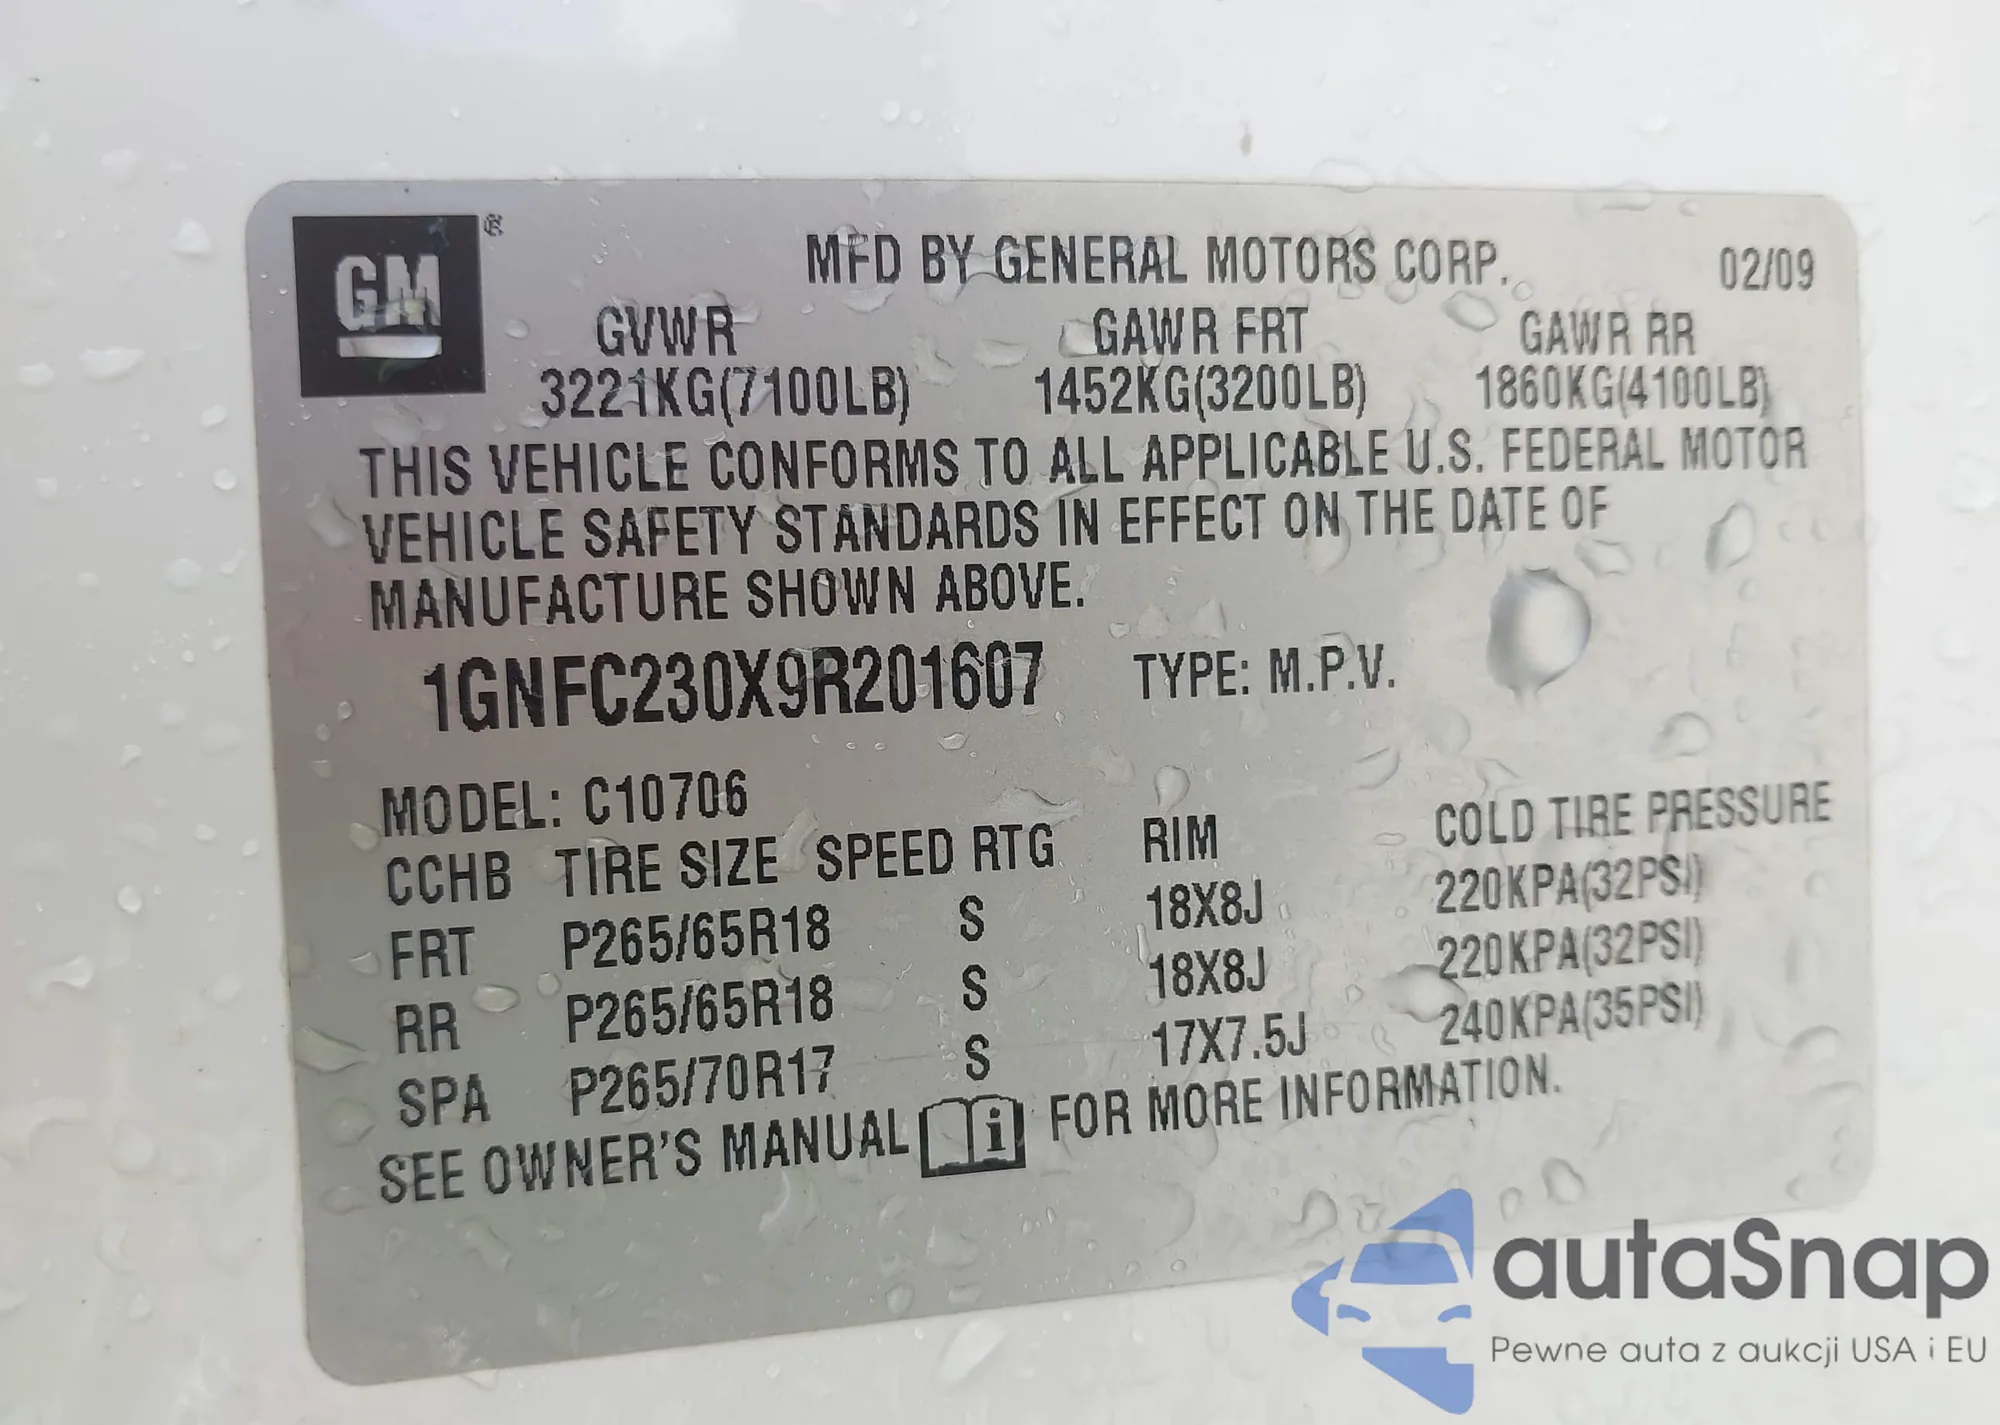 GM®
MFD BY GENERAL MOTORS CORP. 02/09
GVWR GAWR FRT GAWR RR
3221KG(7100LB) 1452KG(3200LB) 1860KG(4100LB)
THIS VEHICLE CONFORMS TO ALL APPLICABLE U.S. FEDERAL MOTOR
VEHICLE SAFETY STANDARDS IN EFFECT ON THE DATE OF
MANUFACTURE SHOWN ABOVE.
1GNFC230X9R201607 TYPE: M.P.V.
MODEL: C10706
CCHB TIRE SIZE SPEED RTG RIM COLD TIRE PRESSURE
FRT P265/65R18 S 18X8J 220KPA(32PSI)
RR P265/65R18 S 18X8J 220KPA(32PSI)
SPA P265/70R17 S 17X7.5J 240KPA(35PSI)
SEE OWNER'S MANUAL i FOR MORE INFORMATION.
autaSnap
Pewne auta z aukcji USA i EU